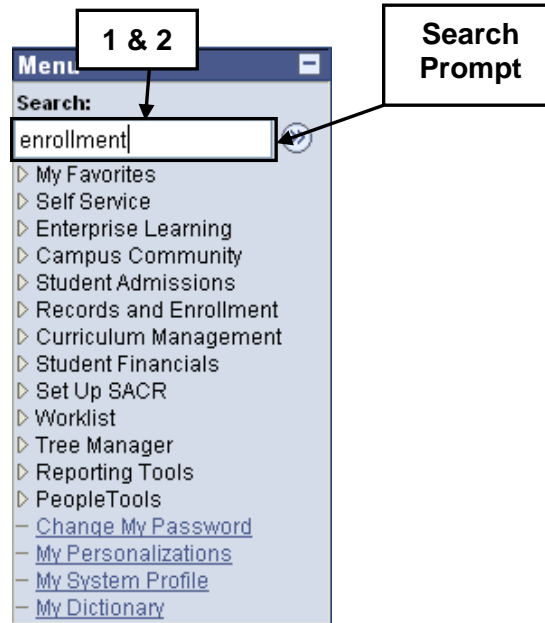 1 & 2
Search
Prompt
Menu
Search:
enrollment
My Favorites
Self Service
Enterprise Learning
Campus Community
Student Admissions
Records and Enrollment
Curriculum Management
Student Financials
Set Up SACR
Worklist
Tree Manager
Reporting Tools
PeopleTools
Change My Password
My Personalizations
My System Profile
My Dictionary